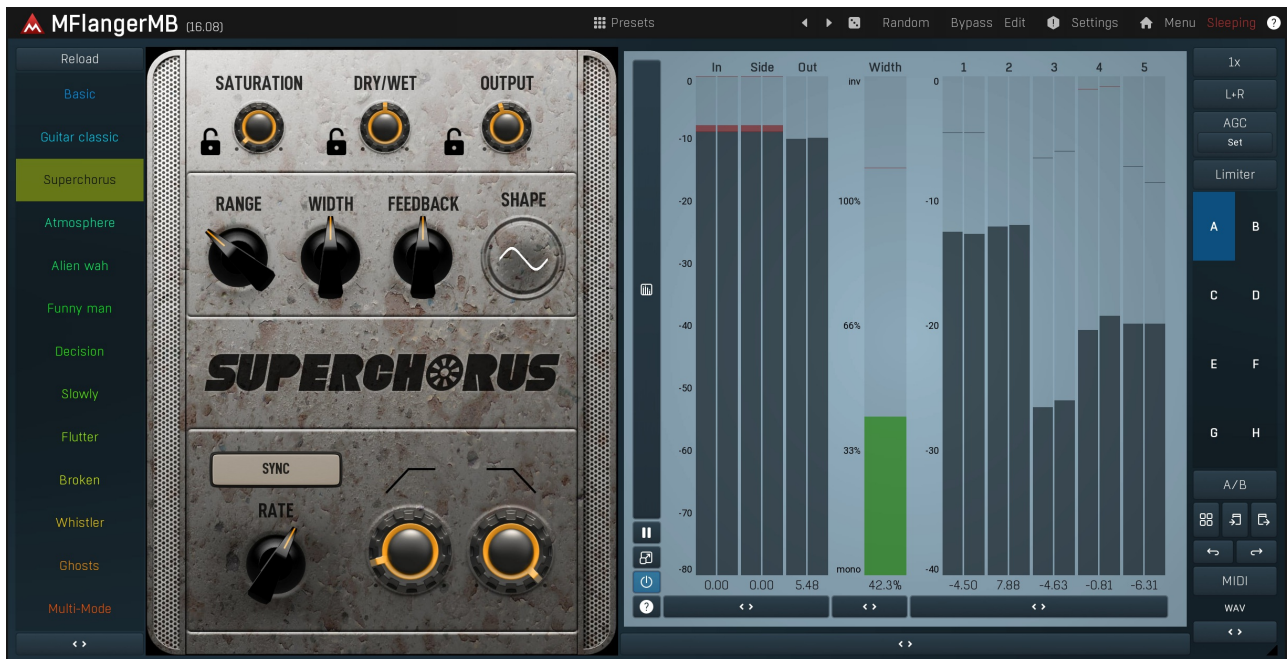 MFlangerMB (16.08)
Presets
Random
Bypass
Edit
Settings
Menu
Sleeping
?
Reload
Basic
Guitar classic
Superchorus
Atmosphere
Alien wah
Funny man
Decision
Slowly
Flutter
Broken
Whistler
Ghosts
Multi-Mode
SATURATION DRY/WET OUTPUT
RANGE WIDTH FEEDBACK SHAPE
SUPERCHORUS
SYNC
RATE
In Side Out Width 1 2 3 4 5
0 inv 0
-10
-20 100% -10
-30
-40 66% -20
-50
-60 33% -30
-70
-80 mono -40
0.00 0.00 5.48 42.3% -4.50 7.88 -4.63 -0.81 -6.31
?
1x
L+R
AGC
Set
Limiter
A B
C D
E F
G H
A/B
MIDI
WAV